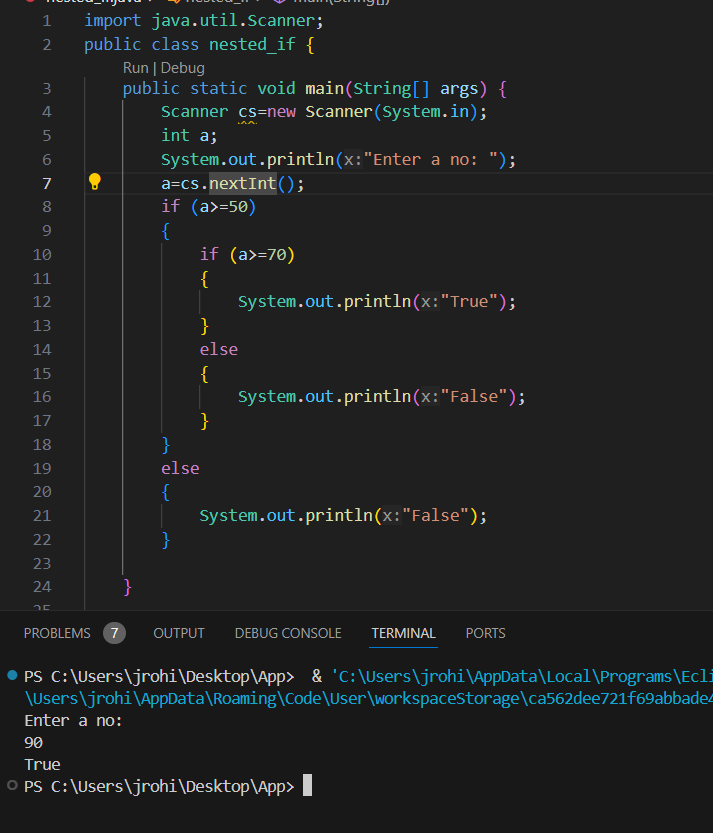 nested_if.java > nested_if > main(String[])
1 import java.util.Scanner;
2 public class nested_if {
Run | Debug
3 public static void main(String[] args) {
4 Scanner cs=new Scanner(System.in);
5 int a;
6 System.out.println(x:"Enter a no: ");
7 a=cs.nextInt();
8 if (a>=50)
9 {
10 if (a>=70)
11 {
12 System.out.println(x:"True");
13 }
14 else
15 {
16 System.out.println(x:"False");
17 }
18 }
19 else
20 {
21 System.out.println(x:"False");
22 }
23
24 }
25
PROBLEMS 7 OUTPUT DEBUG CONSOLE TERMINAL PORTS
PS C:\Users\jrohi\Desktop\App>  & 'C:\Users\jrohi\AppData\Local\Programs\Ecli
\Users\jrohi\AppData\Roaming\Code\User\workspaceStorage\ca562dee721f69abbade4
Enter a no:
90
True
PS C:\Users\jrohi\Desktop\App>